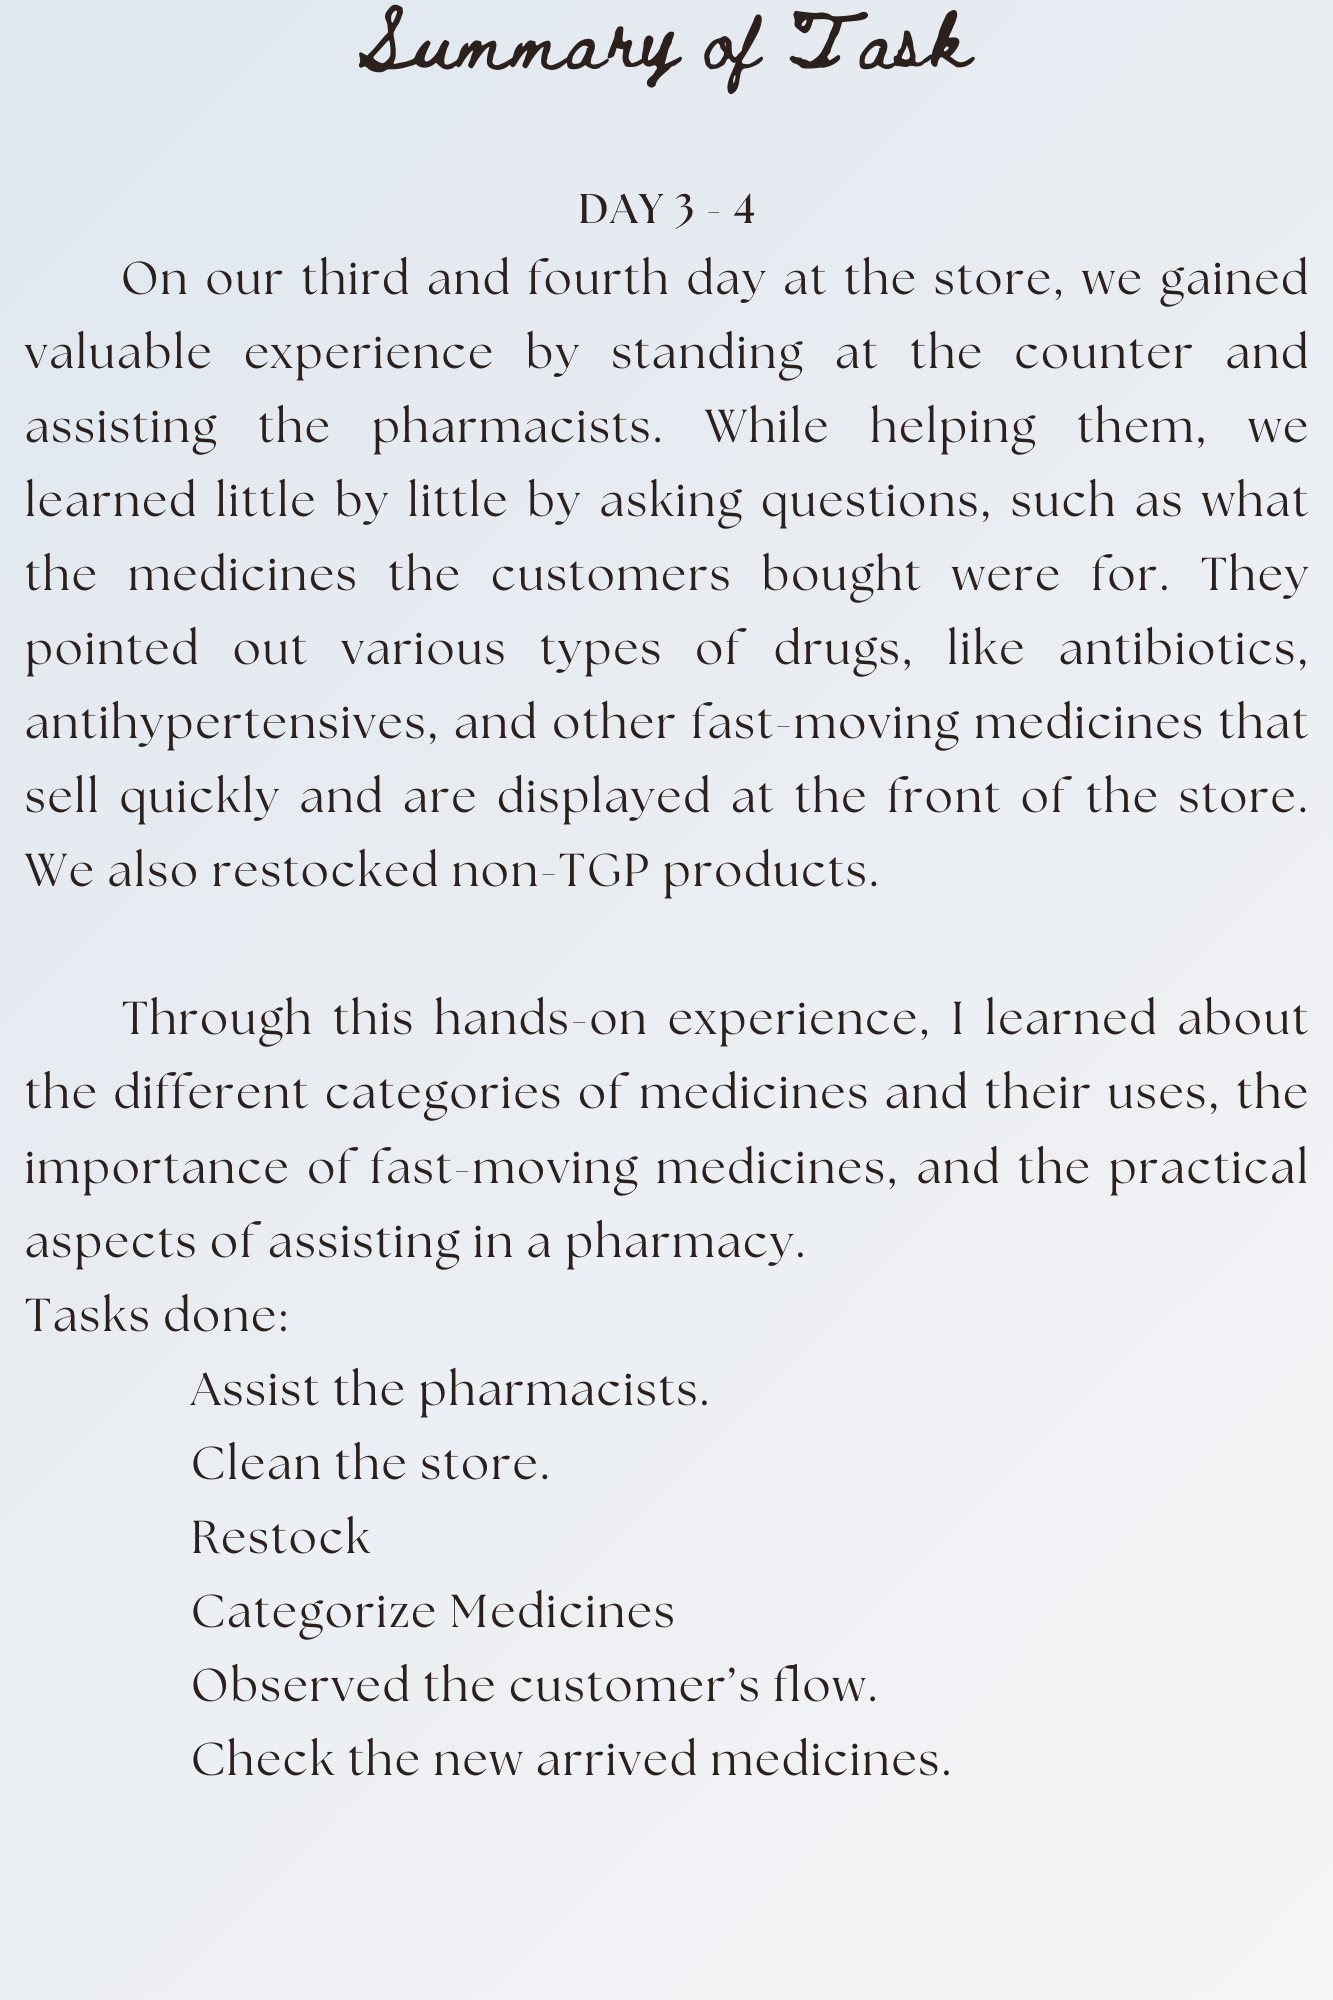 Summary of Task
DAY 3 - 4
On our third and fourth day at the store, we gained
valuable experience by standing at the counter and
assisting the pharmacists. While helping them, we
learned little by little by asking questions, such as what
the medicines the customers bought were for. They
pointed out various types of drugs, like antibiotics,
antihypertensives, and other fast-moving medicines that
sell quickly and are displayed at the front of the store.
We also restocked non-TGP products.
Through this hands-on experience, I learned about
the different categories of medicines and their uses, the
importance of fast-moving medicines, and the practical
aspects of assisting in a pharmacy.
Tasks done:
Assist the pharmacists.
Clean the store.
Restock
Categorize Medicines
Observed the customer’s flow.
Check the new arrived medicines.